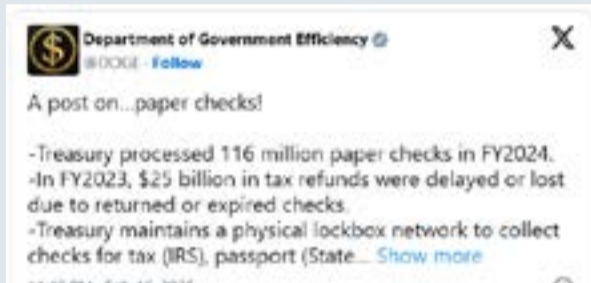 Department of Government Efficiency
@DOGE · Follow
A post on...paper checks!
-Treasury processed 116 million paper checks in FY2024.
-In FY2023, $25 billion in tax refunds were delayed or lost
due to returned or expired checks.
-Treasury maintains a physical lockbox network to collect
checks for tax (IRS), passport (State... Show more